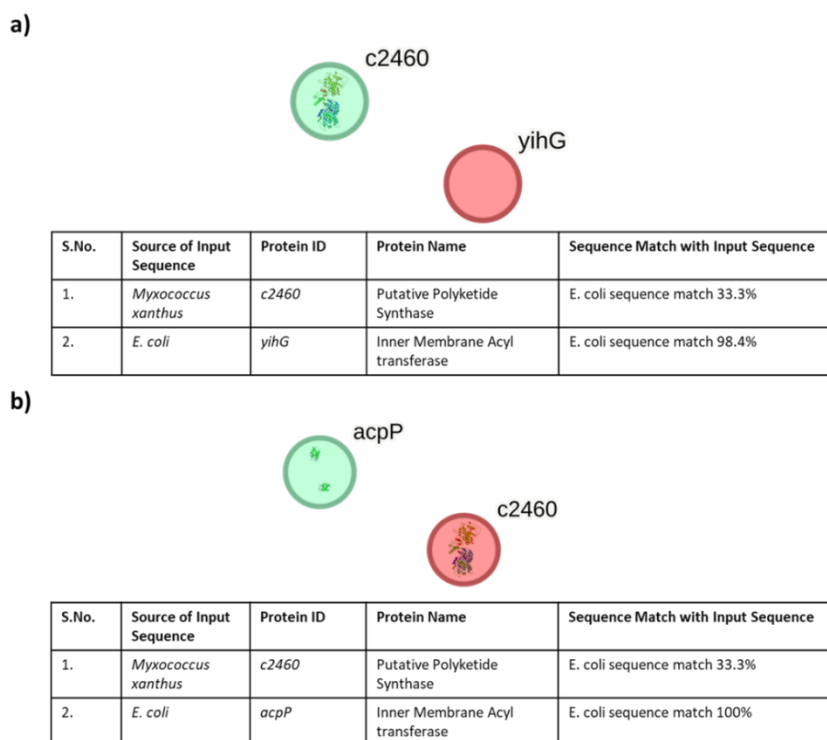 a)
c2460
yihG
S.No. Source of Input Protein ID Protein Name Sequence Match with Input Sequence
Sequence
1. Myxococcus c2460 Putative Polyketide E. coli sequence match 33.3%
xanthus Synthase
2. E. coli yihG Inner Membrane Acyl E. coli sequence match 98.4%
transferase
b)
acpP
c2460
S.No. Source of Input Protein ID Protein Name Sequence Match with Input Sequence
Sequence
1. Myxococcus c2460 Putative Polyketide E. coli sequence match 33.3%
xanthus Synthase
2. E. coli acpP Inner Membrane Acyl E. coli sequence match 100%
transferase